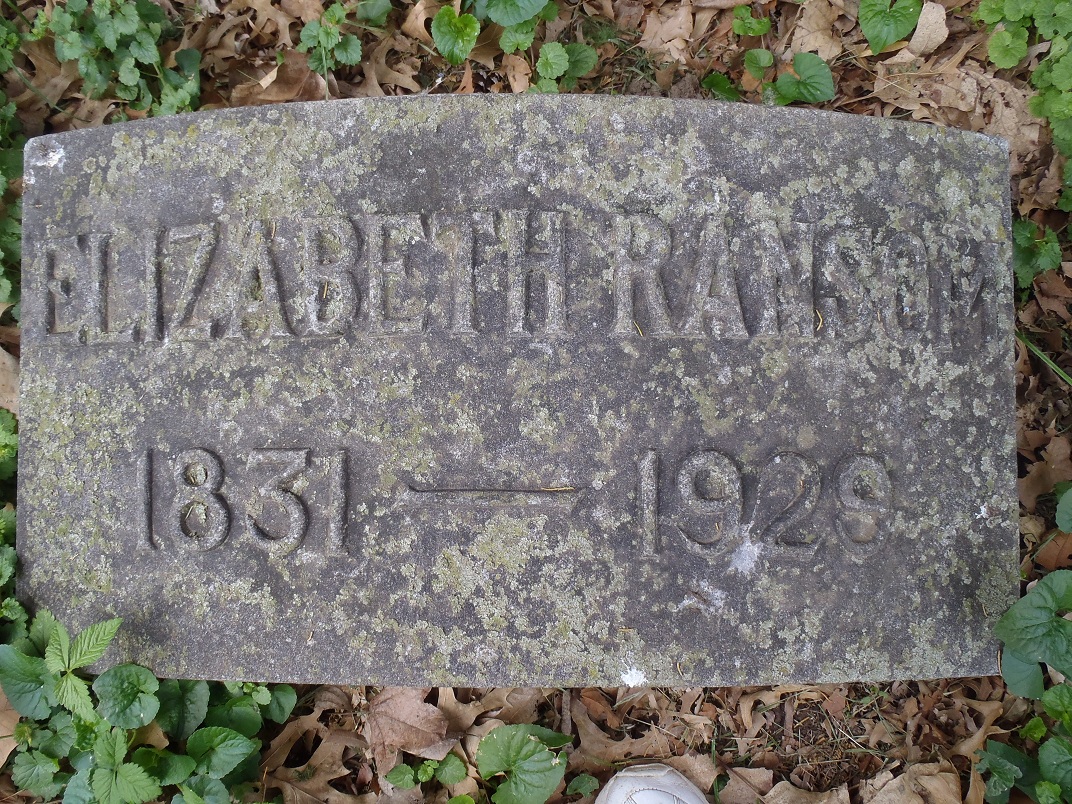 ELIZABETH RANSOM
1831 — 1929